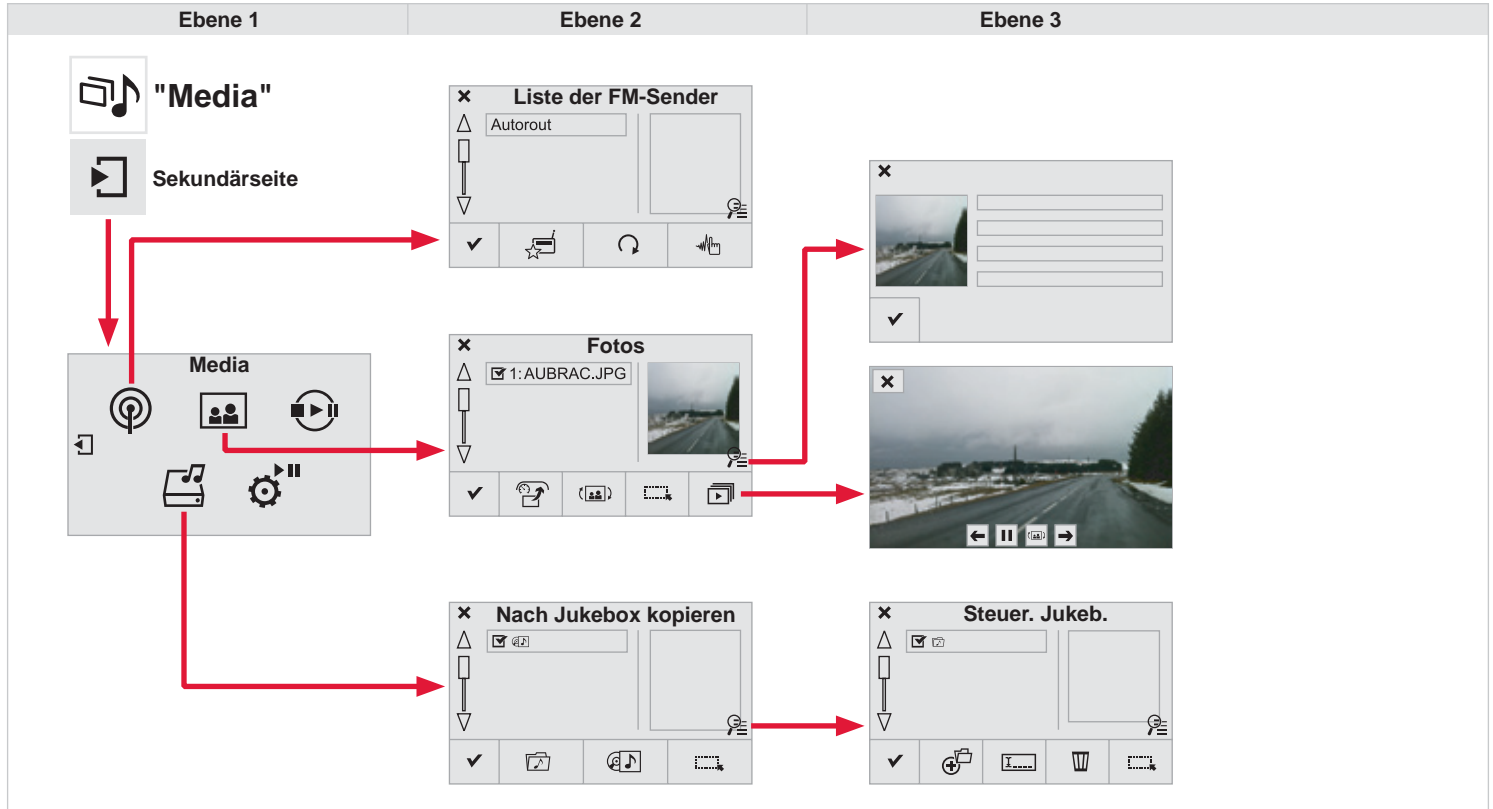 Ebene 1
Ebene 2
Ebene 3
"Media"
Sekundärseite
Liste der FM-Sender
Autorout
Media
Fotos
1: AUBRAC.JPG
Nach Jukebox kopieren
Steuer. Jukeb.